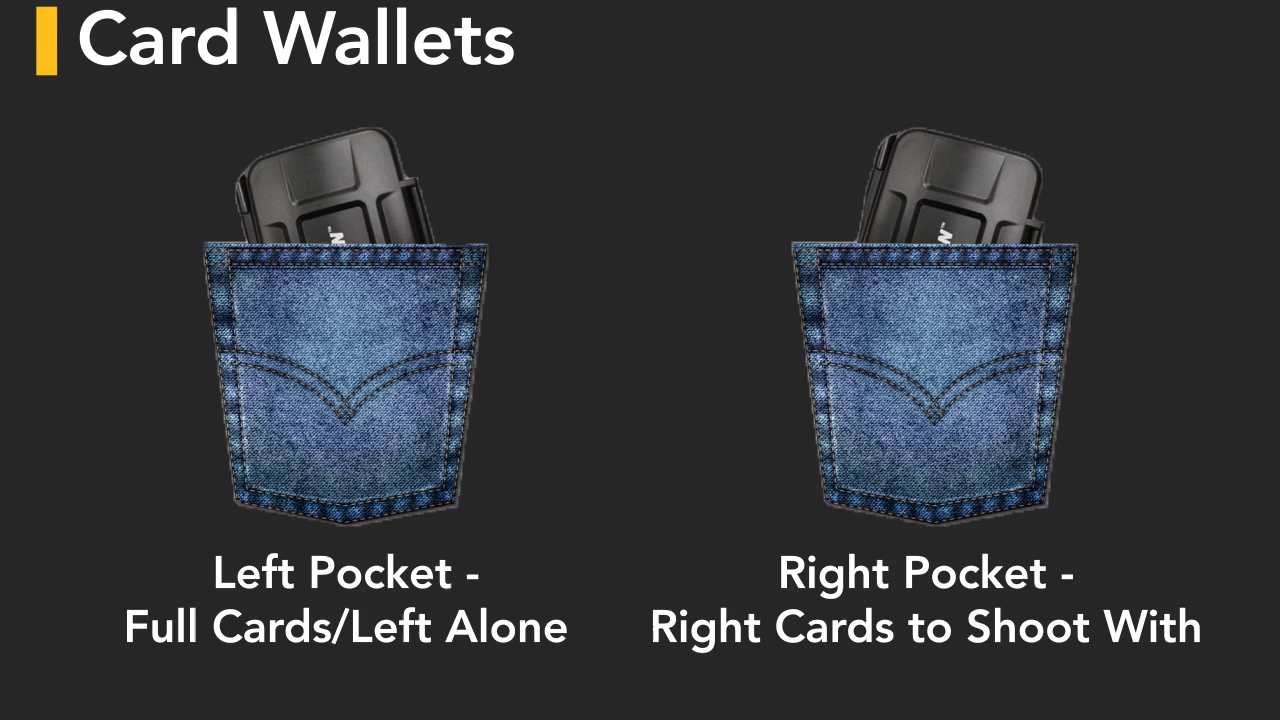 Card Wallets
Left Pocket -
Full Cards/Left Alone
Right Pocket -
Right Cards to Shoot With